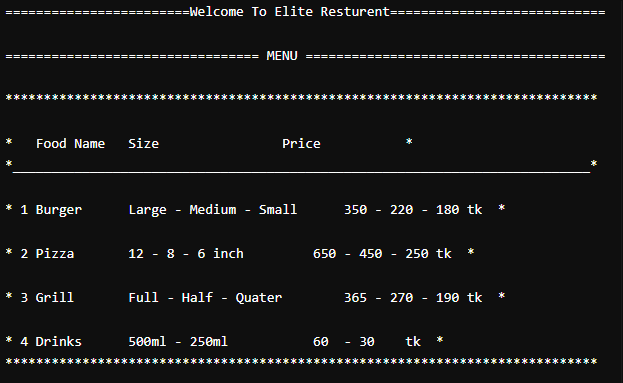 ========================Welcome To Elite Resturent============================
================================= MENU =======================================
*****************************************************************************
*   Food Name   Size                Price           *
*___________________________________________________________________________*
* 1 Burger      Large - Medium - Small      350 - 220 - 180 tk  *
* 2 Pizza       12 - 8 - 6 inch         650 - 450 - 250 tk  *
* 3 Grill       Full - Half - Quater        365 - 270 - 190 tk  *
* 4 Drinks      500ml - 250ml           60  - 30    tk  *
*****************************************************************************